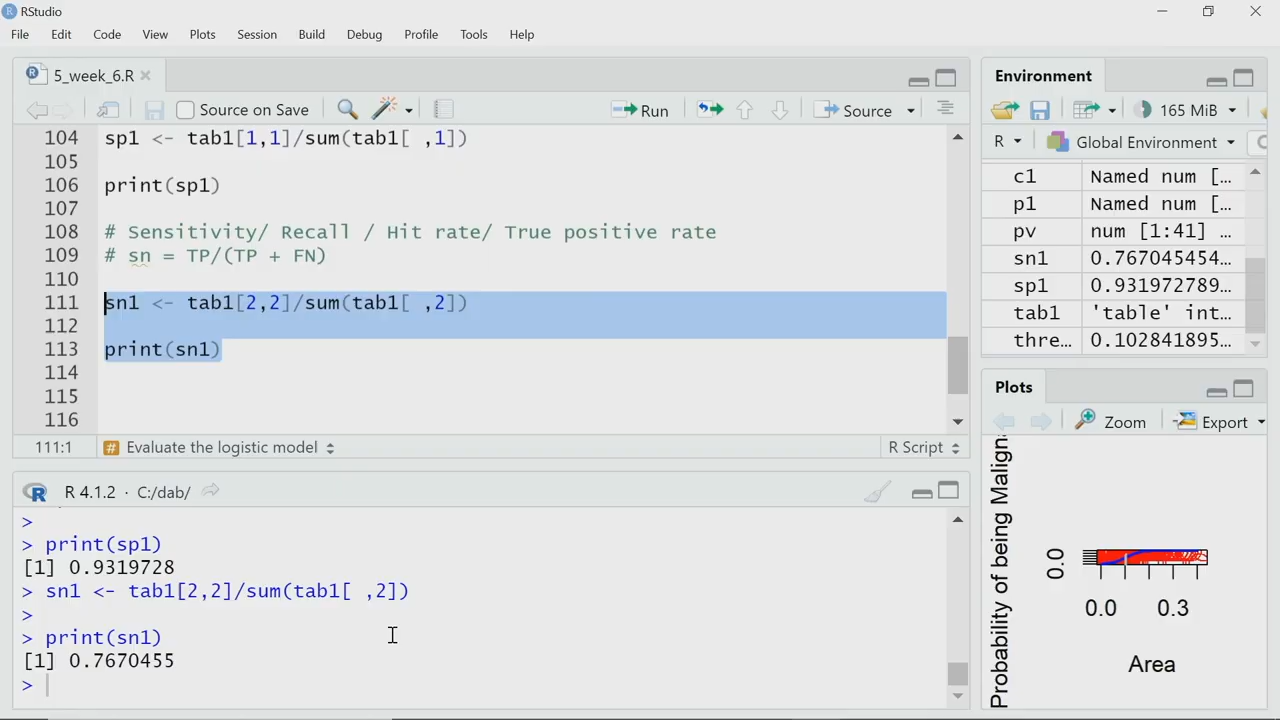 RStudio
File Edit Code View Plots Session Build Debug Profile Tools Help
5_week_6.R
Source on Save Run Source
104 sp1 <- tab1[1,1]/sum(tab1[ ,1])
105
106 print(sp1)
107
108 # Sensitivity/ Recall / Hit rate/ True positive rate
109 # sn = TP/(TP + FN)
110
111 sn1 <- tab1[2,2]/sum(tab1[ ,2])
112
113 print(sn1)
114
115
116
111:1 Evaluate the logistic model R Script
R 4.1.2 · C:/dab/
>
> print(sp1)
[1] 0.9319728
> sn1 <- tab1[2,2]/sum(tab1[ ,2])
>
> print(sn1)
[1] 0.7670455
>
Environment
165 MiB
R Global Environment
c1 Named num [...
p1 Named num [...
pv num [1:41] ...
sn1 0.767045454...
sp1 0.931972789...
tab1 'table' int...
thre... 0.102841895...
Plots
Zoom Export
Probability of being Malign
0.0
0.0 0.3
Area